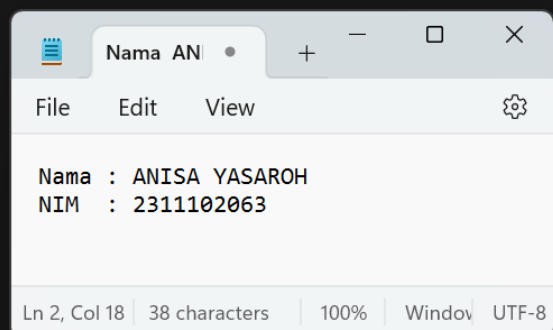 Nama  AN
File Edit View
Nama : ANISA YASAROH
NIM  : 2311102063
Ln 2, Col 18 38 characters 100% Window UTF-8